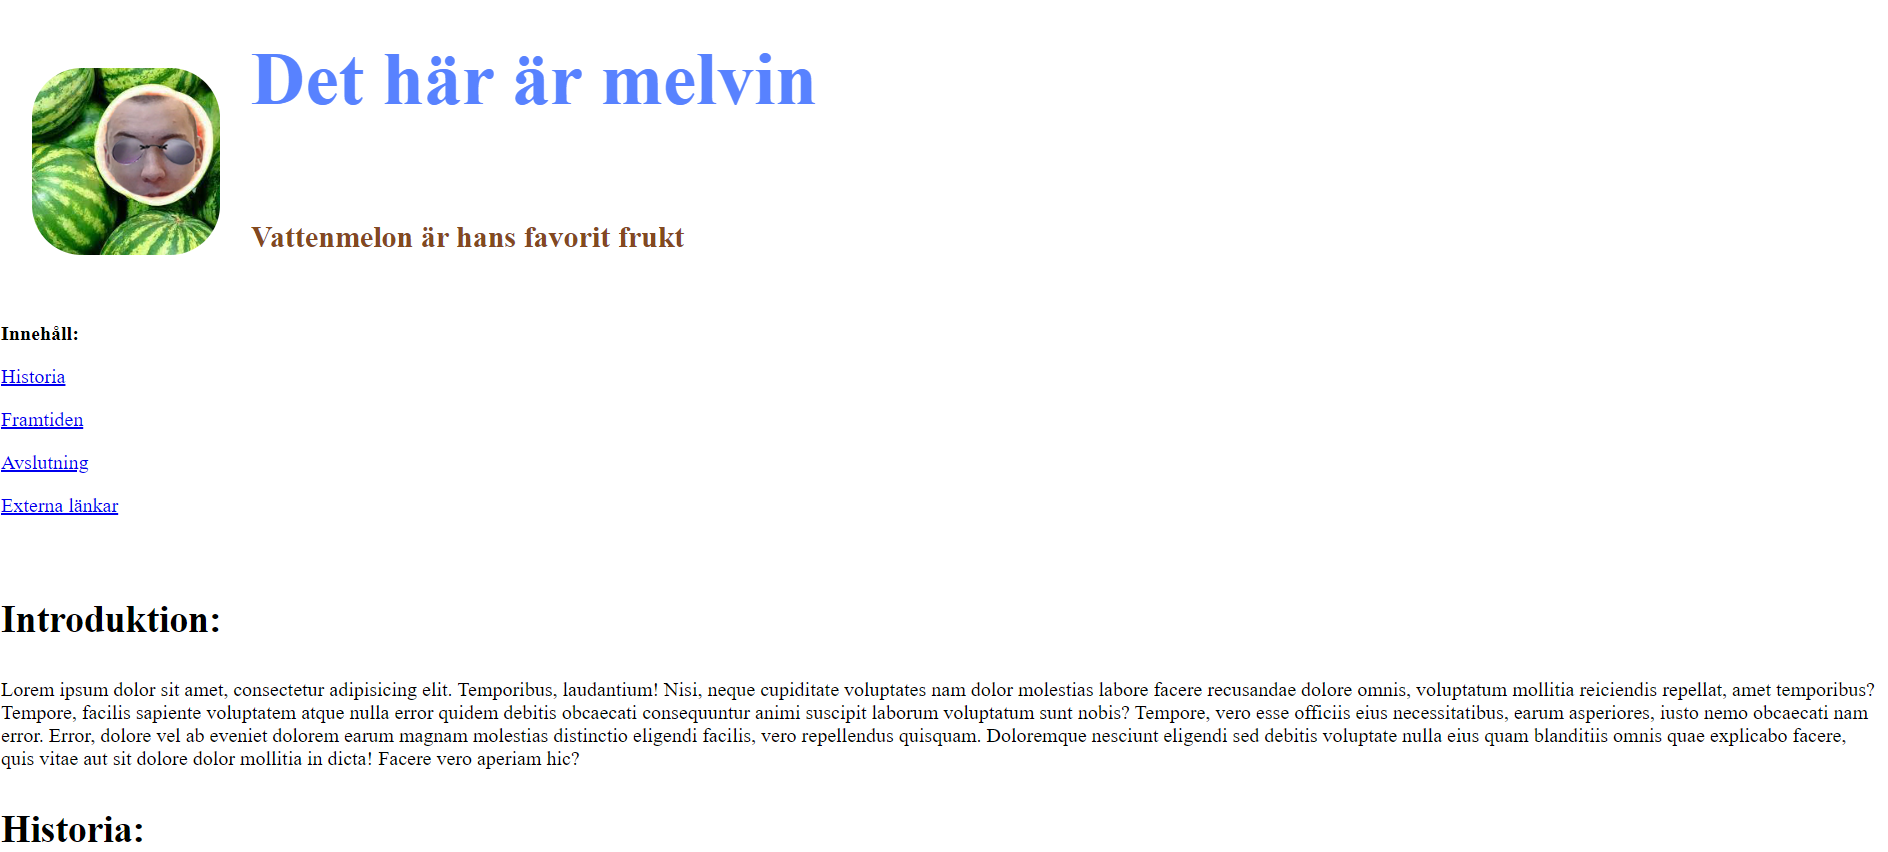 Det här är melvin
Vattenmelon är hans favorit frukt
Innehåll:
Historia
Framtiden
Avslutning
Externa länkar
Introduktion:
Lorem ipsum dolor sit amet, consectetur adipisicing elit. Temporibus, laudantium! Nisi, neque cupiditate voluptates nam dolor molestias labore facere recusandae dolore omnis, voluptatum mollitia reiciendis repellat, amet temporibus?
Tempore, facilis sapiente voluptatem atque nulla error quidem debitis obcaecati consequuntur animi suscipit laborum voluptatum sunt nobis? Tempore, vero esse officiis eius necessitatibus, earum asperiores, iusto nemo obcaecati nam
error. Error, dolore vel ab eveniet dolorem earum magnam molestias distinctio eligendi facilis, vero repellendus quisquam. Doloremque nesciunt eligendi sed debitis voluptate nulla eius quam blanditiis omnis quae explicabo facere,
quis vitae aut sit dolore dolor mollitia in dicta! Facere vero aperiam hic?
Historia: